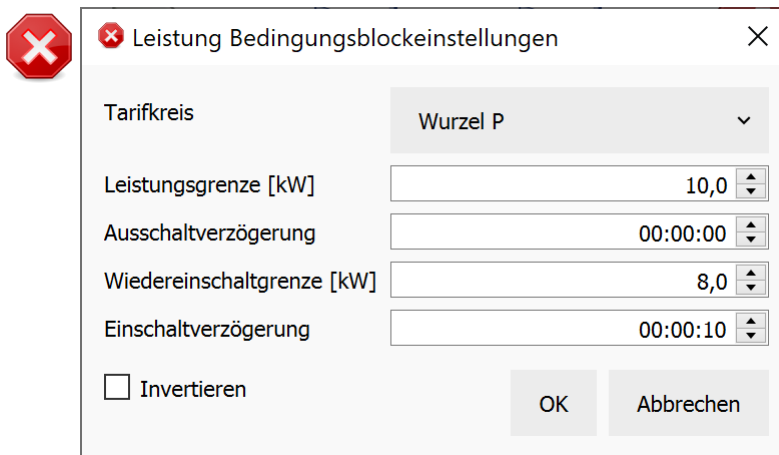 Leistung Bedingungsblockeinstellungen
Tarifkreis Wurzel P
Leistungsgrenze [kW] 10,0
Ausschaltverzögerung 00:00:00
Wiedereinschaltgrenze [kW] 8,0
Einschaltverzögerung 00:00:10
Invertieren OK Abbrechen